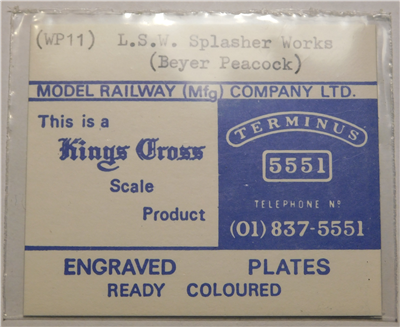 (WP11) L.S.W. Splasher Works
(Beyer Peacock)
MODEL RAILWAY (Mfg) COMPANY LTD.
This is a
Kings Cross
Scale
Product
TERMINUS
5551
TELEPHONE Nº
(01) 837-5551
ENGRAVED PLATES
READY COLOURED